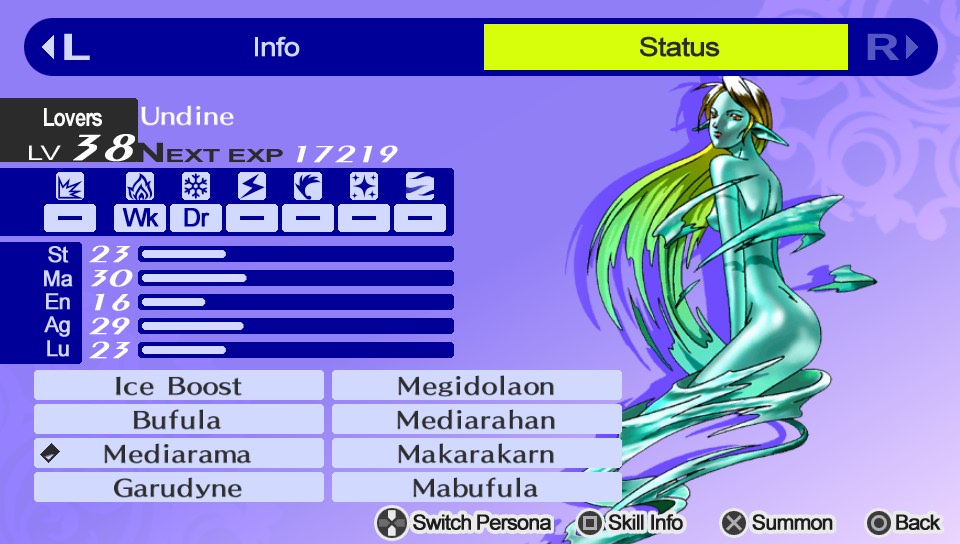 L Info Status R
Lovers Undine
LV 38 NEXT EXP 17219
— Wk Dr — — — —
St 23
Ma 30
En 16
Ag 29
Lu 23
Ice Boost Megidolaon
Bufula Mediarahan
Mediarama Makarakarn
Garudyne Mabufula
Switch Persona Skill Info Summon Back